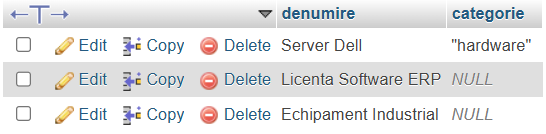 ←T→ denumire categorie
Edit Copy Delete Server Dell "hardware"
Edit Copy Delete Licenta Software ERP NULL
Edit Copy Delete Echipament Industrial NULL